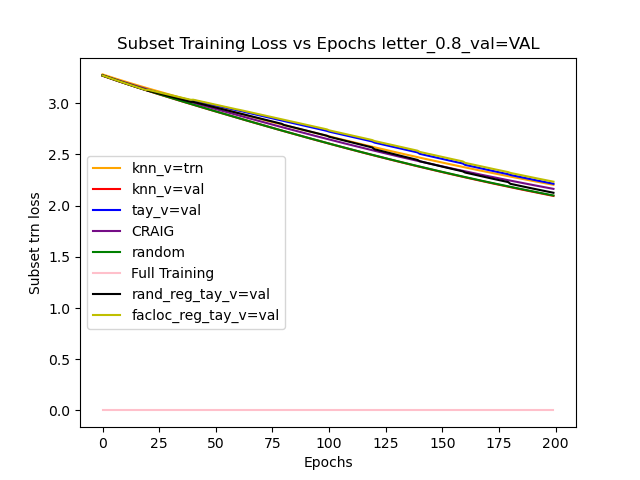 Subset Training Loss vs Epochs letter_0.8_val=VAL
Subset trn loss
3.0
2.5
2.0
1.5
1.0
0.5
0.0
knn_v=trn
knn_v=val
tay_v=val
CRAIG
random
Full Training
rand_reg_tay_v=val
facloc_reg_tay_v=val
0 25 50 75 100 125 150 175 200
Epochs